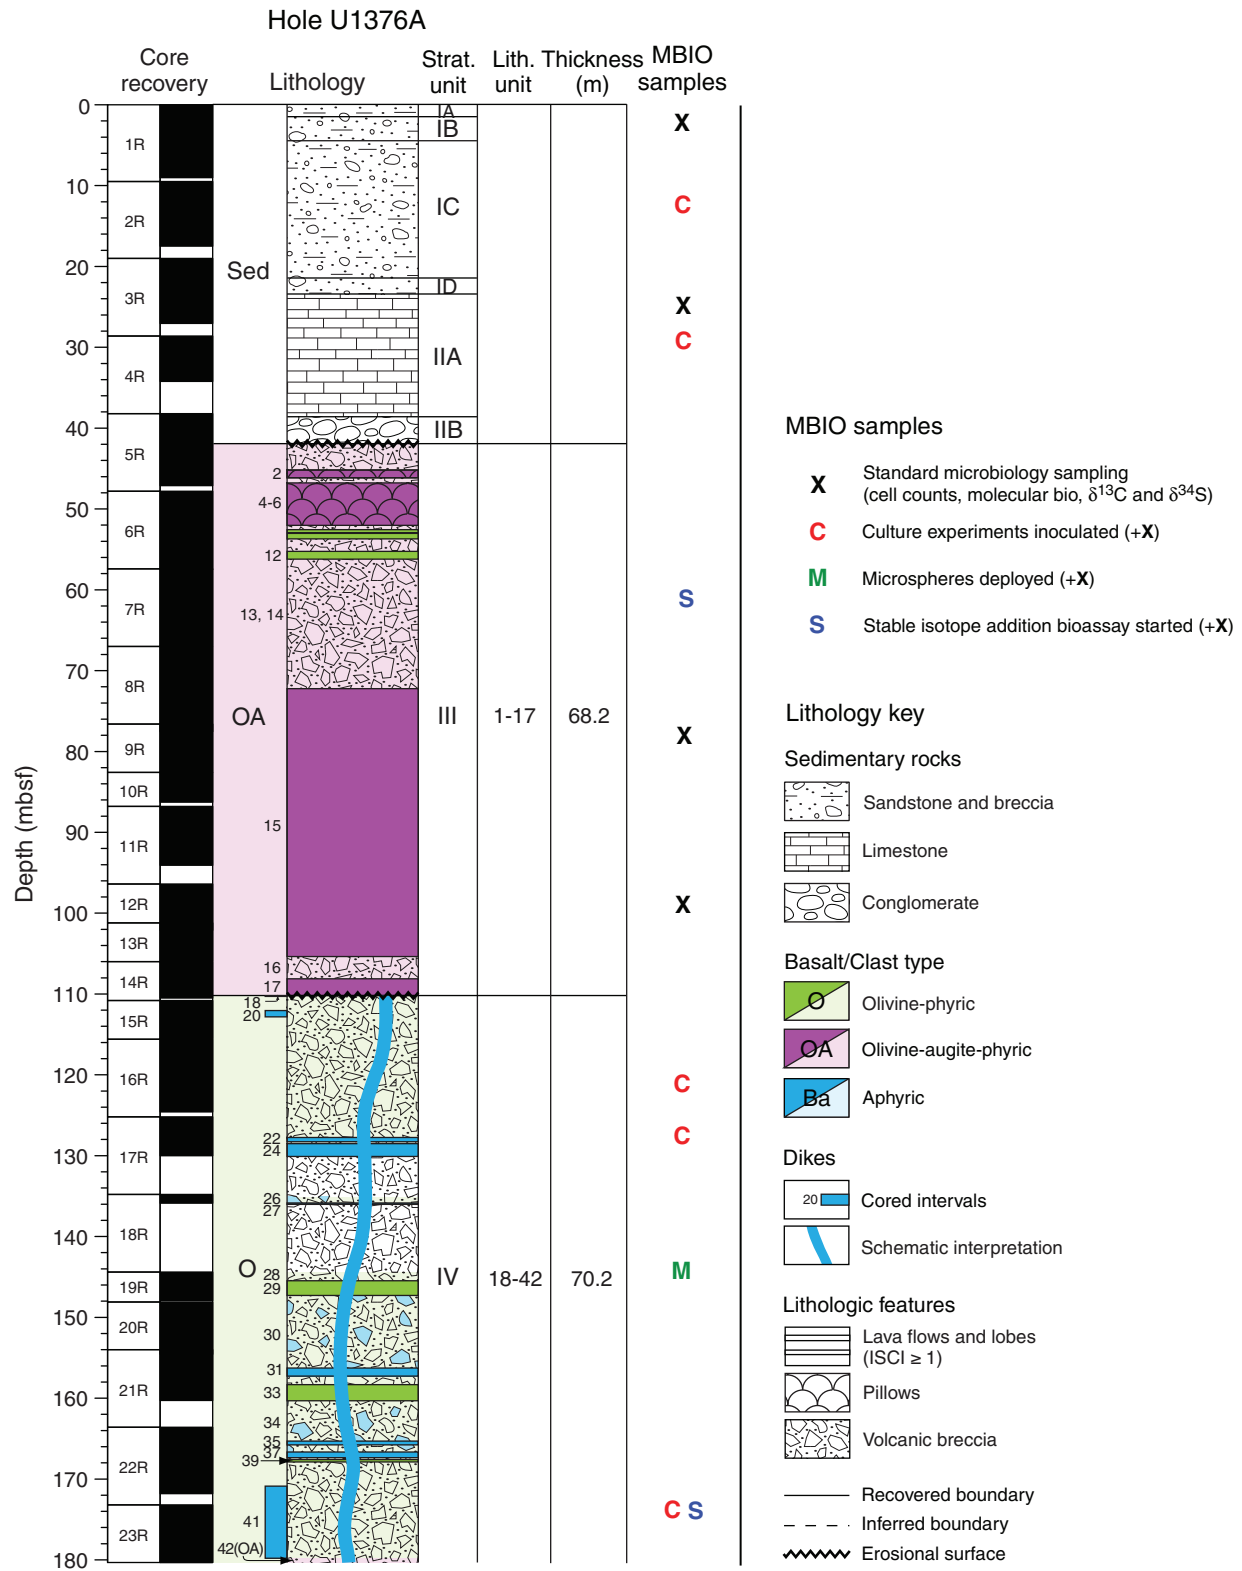 Hole U1376A
Core
recovery
Lithology
Strat.
unit
Lith.
unit
Thickness
(m)
MBIO
samples
Depth (mbsf)
0
10
20
30
40
50
60
70
80
90
100
110
120
130
140
150
160
170
180
1R
2R
3R
4R
5R
6R
7R
8R
9R
10R
11R
12R
13R
14R
15R
16R
17R
18R
19R
20R
21R
22R
23R
Sed
OA
O
2
4-6
12
13, 14
15
16
17
18
20
22
24
26
27
28
29
30
31
33
34
35
37
39
41
42(OA)
IA
IB
IC
ID
IIA
IIB
III
IV
1-17
18-42
68.2
70.2
X
C
X
C
S
X
X
C
C
M
C S
MBIO samples
X Standard microbiology sampling
(cell counts, molecular bio, δ¹³C and δ³⁴S)
C Culture experiments inoculated (+X)
M Microspheres deployed (+X)
S Stable isotope addition bioassay started (+X)
Lithology key
Sedimentary rocks
Sandstone and breccia
Limestone
Conglomerate
Basalt/Clast type
O Olivine-phyric
OA Olivine-augite-phyric
Ba Aphyric
Dikes
20 Cored intervals
Schematic interpretation
Lithologic features
Lava flows and lobes
(ISCI ≥ 1)
Pillows
Volcanic breccia
Recovered boundary
Inferred boundary
Erosional surface